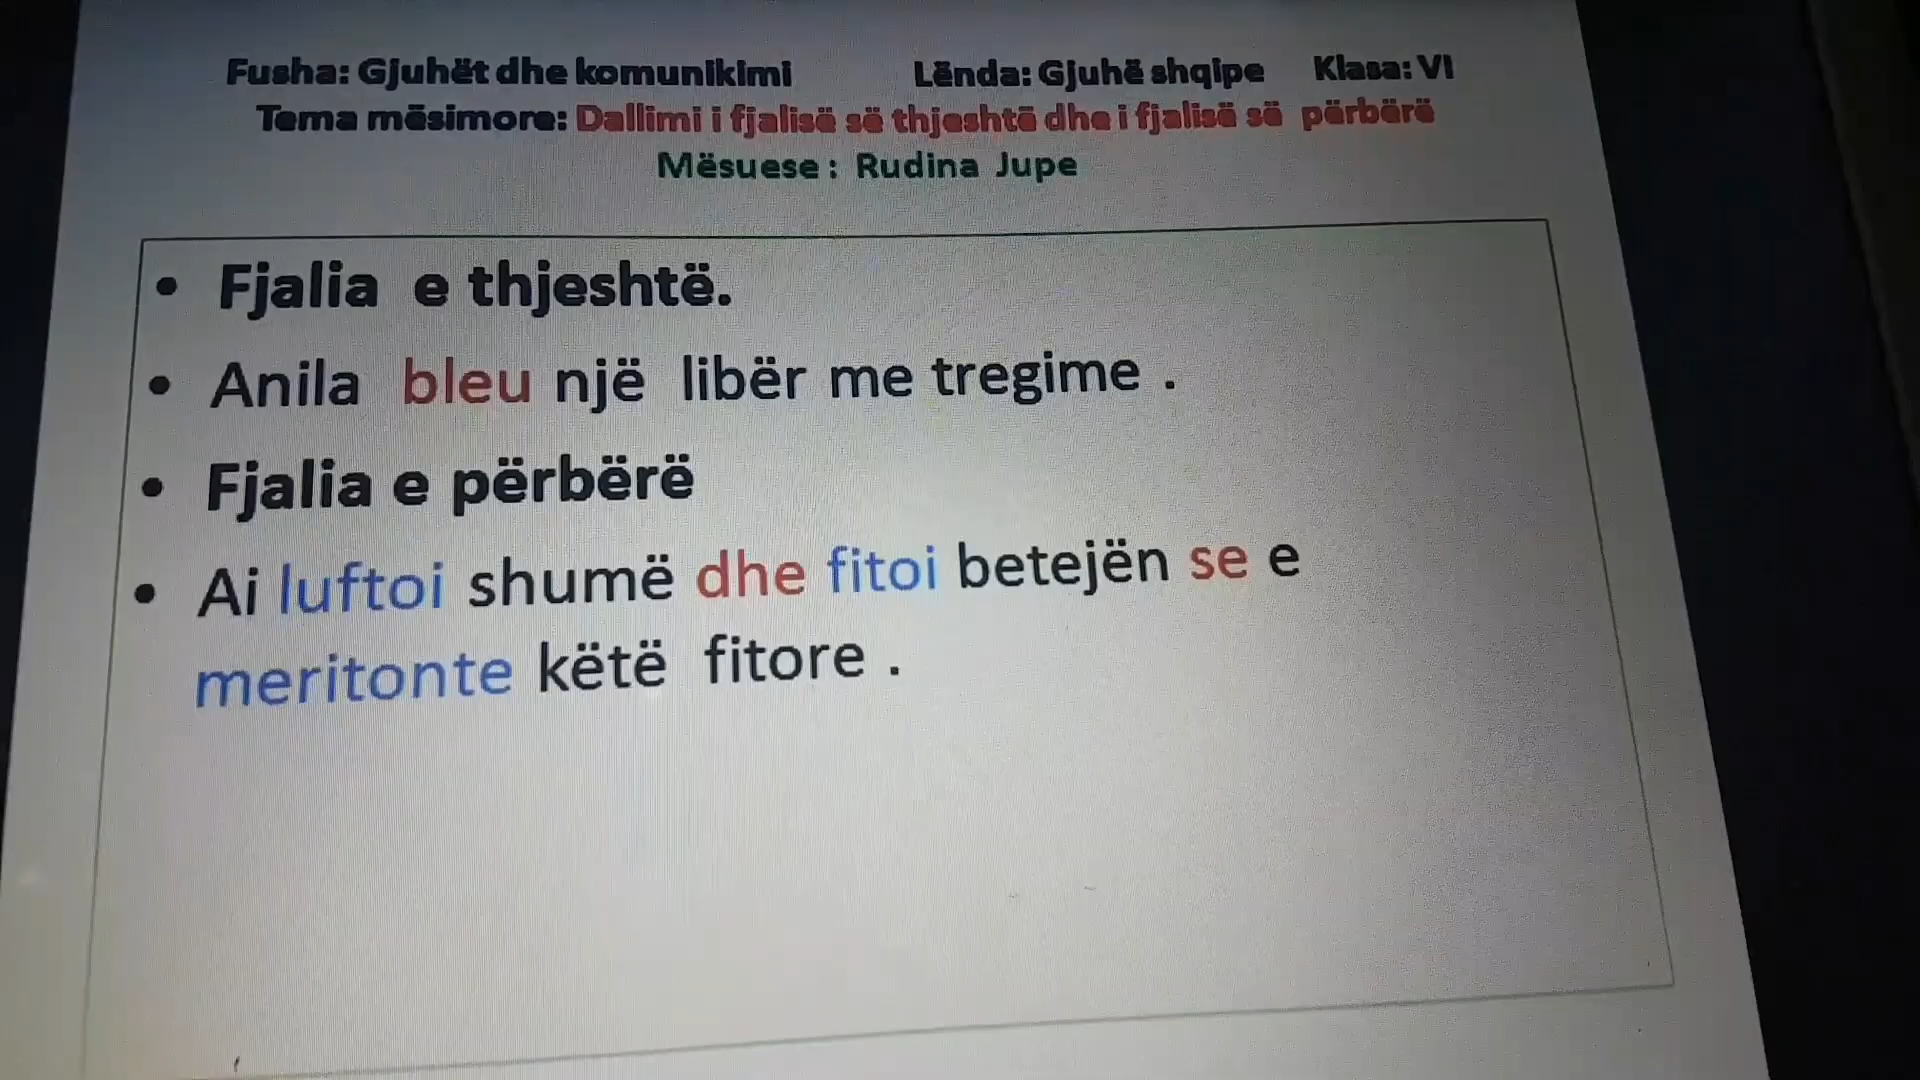 Fusha: Gjuhët dhe komunikimi Lënda: Gjuhë shqipe Klasa: VI
Tema mësimore: Dallimi i fjalisë së thjeshtë dhe i fjalisë së përbërë
Mësuese : Rudina Jupe
• Fjalia e thjeshtë.
• Anila bleu një libër me tregime .
• Fjalia e përbërë
• Ai luftoi shumë dhe fitoi betejën se e
meritonte këtë fitore .